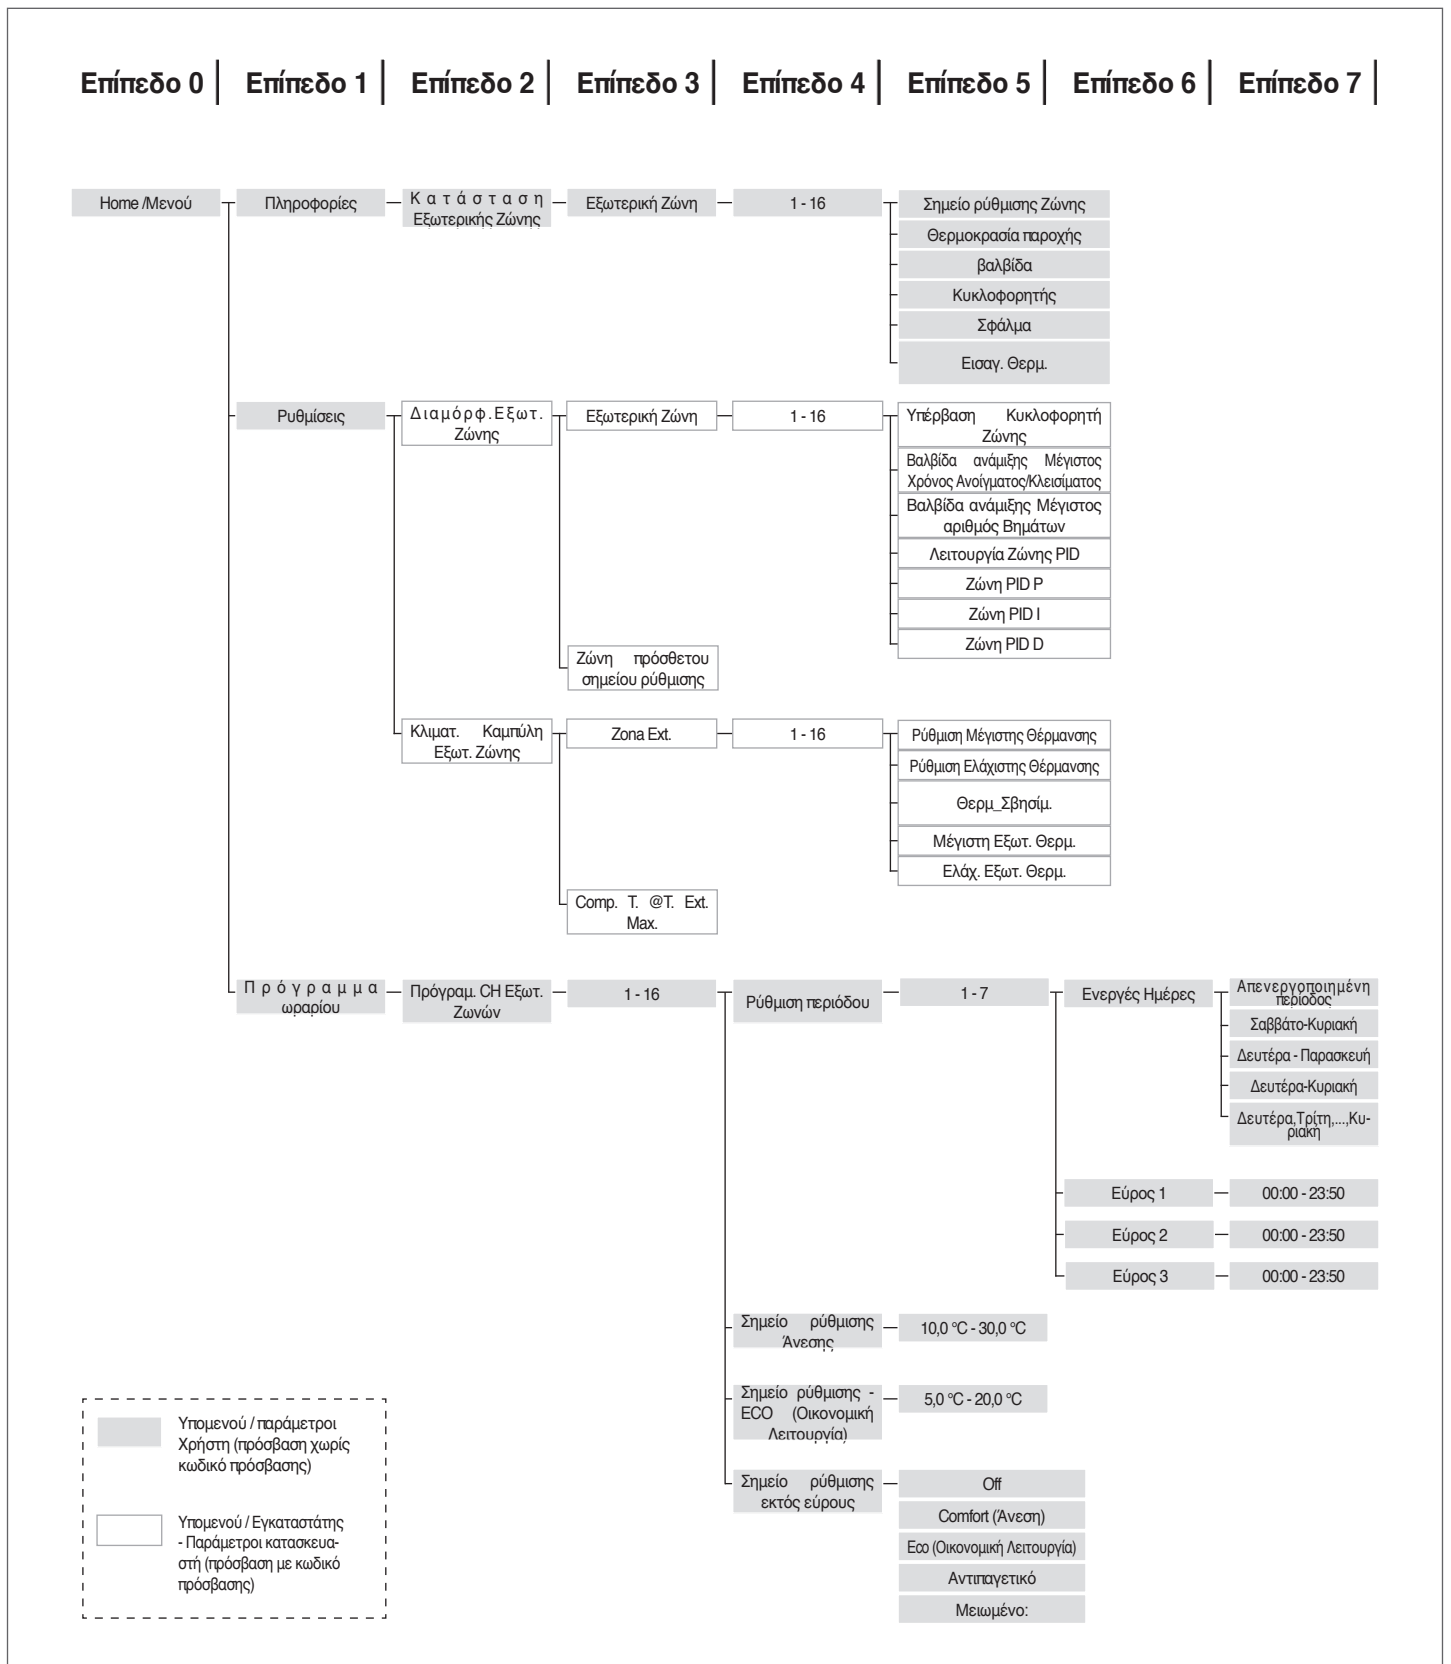 Επίπεδο 0 Επίπεδο 1 Επίπεδο 2 Επίπεδο 3 Επίπεδο 4 Επίπεδο 5 Επίπεδο 6 Επίπεδο 7
Home /Μενού
Πληροφορίες
Κατάσταση
Εξωτερικής Ζώνης
Εξωτερική Ζώνη
1 - 16
Σημείο ρύθμισης Ζώνης
Θερμοκρασία παροχής
βαλβίδα
Κυκλοφορητής
Σφάλμα
Εισαγ. Θερμ.
Ρυθμίσεις
Διαμόρφ.Εξωτ.
Ζώνης
Εξωτερική Ζώνη
1 - 16
Υπέρβαση Κυκλοφορητή
Ζώνης
Βαλβίδα ανάμιξης Μέγιστος
Χρόνος Ανοίγματος/Κλεισίματος
Βαλβίδα ανάμιξης Μέγιστος
αριθμός Βημάτων
Λειτουργία Ζώνης PID
Ζώνη PID P
Ζώνη PID I
Ζώνη PID D
Ζώνη πρόσθετου
σημείου ρύθμισης
Κλιματ. Καμπύλη
Εξωτ. Ζώνης
Zona Ext.
1 - 16
Ρύθμιση Μέγιστης Θέρμανσης
Ρύθμιση Ελάχιστης Θέρμανσης
Θερμ_Σβησίμ.
Μέγιστη Εξωτ. Θερμ.
Ελάχ. Εξωτ. Θερμ.
Comp. T. @T. Ext.
Max.
Πρόγραμμα
ωραρίου
Πρόγραμ. CH Εξωτ.
Ζωνών
1 - 16
Ρύθμιση περιόδου
1 - 7
Ενεργές Ημέρες
Απενεργοποιημένη
περίοδος
Σαββάτο-Κυριακή
Δευτέρα - Παρασκευή
Δευτέρα-Κυριακή
Δευτέρα,Τρίτη,...,Κυ-
ριακή
Εύρος 1
00:00 - 23:50
Εύρος 2
00:00 - 23:50
Εύρος 3
00:00 - 23:50
Σημείο ρύθμισης
Άνεσης
10,0 °C - 30,0 °C
Σημείο ρύθμισης -
ECO (Οικονομική
Λειτουργία)
5,0 °C - 20,0 °C
Σημείο ρύθμισης
εκτός εύρους
Off
Comfort (Άνεση)
Eco (Οικονομική Λειτουργία)
Αντιπαγετικό
Μειωμένο:
Υπομενού / παράμετροι
Χρήστη (πρόσβαση χωρίς
κωδικό πρόσβασης)
Υπομενού / Εγκαταστάτης
- Παράμετροι κατασκευα-
στή (πρόσβαση με κωδικό
πρόσβασης)